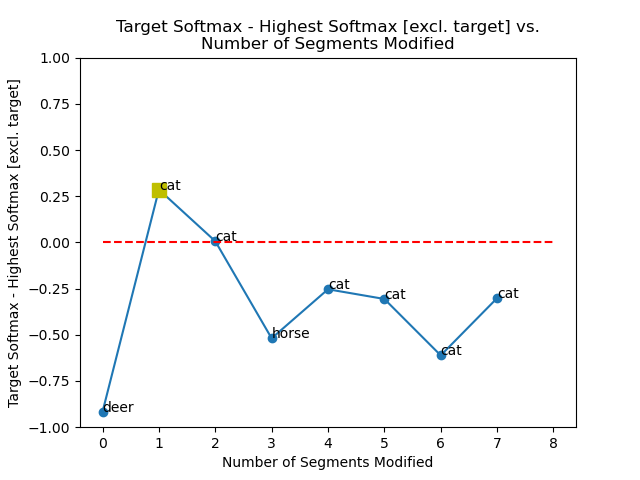 Target Softmax - Highest Softmax [excl. target] vs.
Number of Segments Modified
Target Softmax - Highest Softmax [excl. target]
1.00
0.75
0.50
0.25
0.00
−0.25
−0.50
−0.75
−1.00
deer
cat
cat
horse
cat
cat
cat
cat
0 1 2 3 4 5 6 7 8
Number of Segments Modified